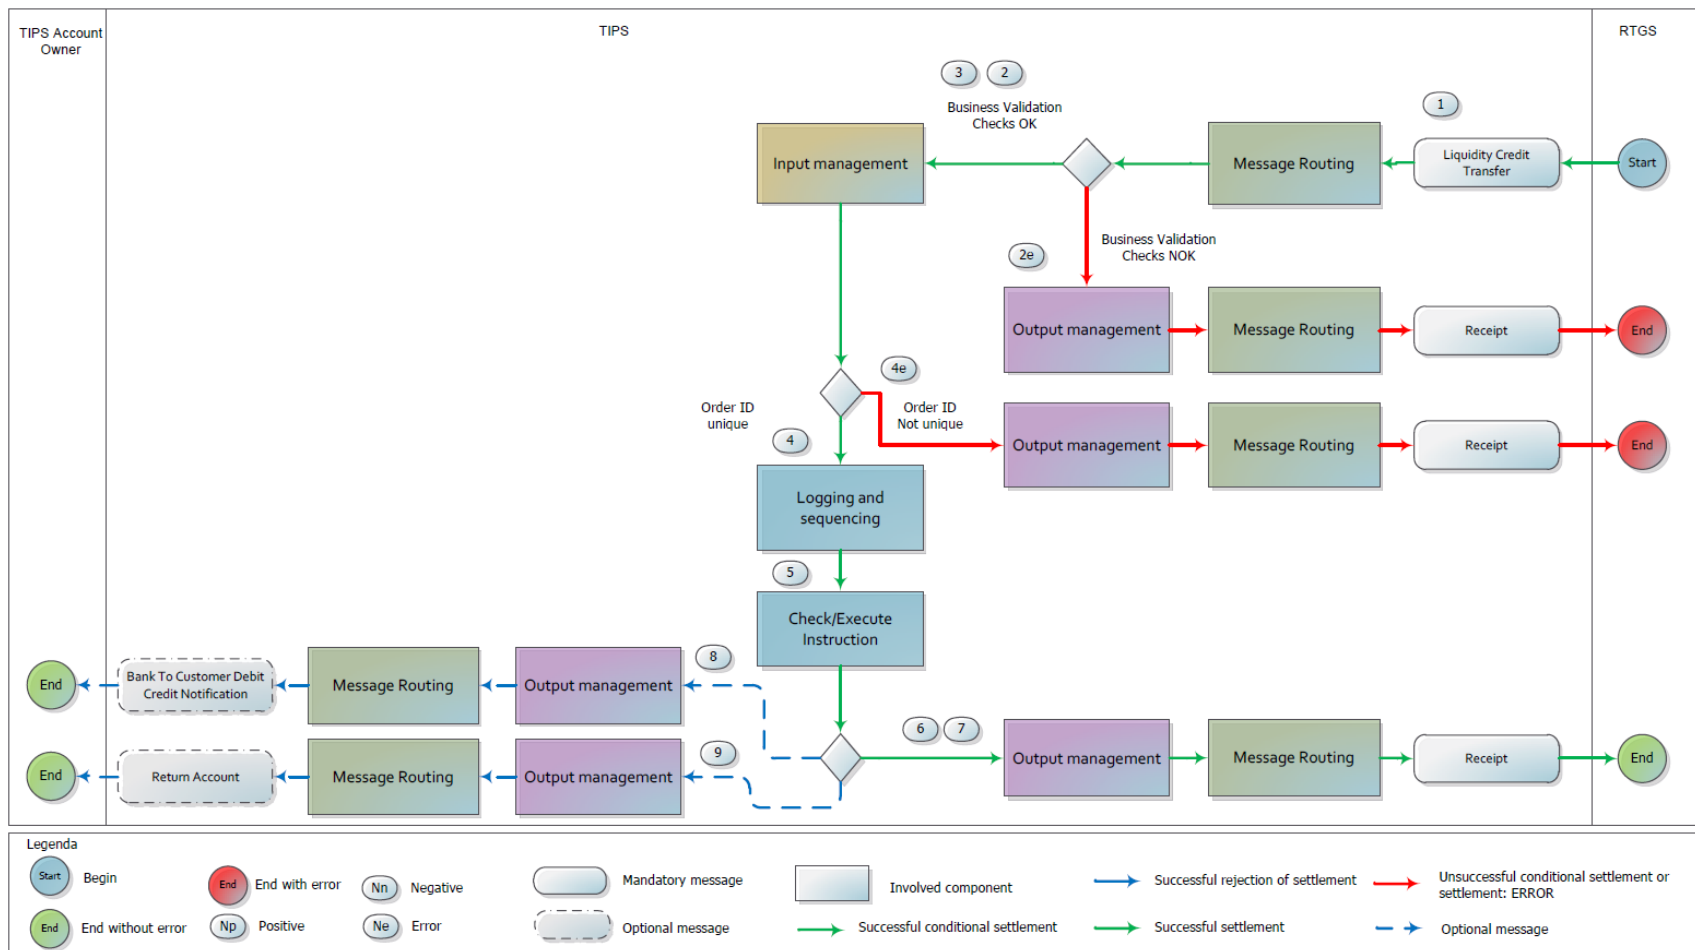 TIPS Account
Owner
TIPS
RTGS
3
2
1
Business Validation
Checks OK
Input management
Message Routing
Liquidity Credit
Transfer
Start
Business Validation
Checks NOK
2e
Output management
Message Routing
Receipt
End
4e
Order ID
unique
Order ID
Not unique
4
Output management
Message Routing
Receipt
End
Logging and
sequencing
5
Check/Execute
Instruction
8
End
Bank To Customer Debit
Credit Notification
Message Routing
Output management
6
7
9
End
Return Account
Message Routing
Output management
Output management
Message Routing
Receipt
End
Legenda
Start
Begin
End
End with error
Nn
Negative
Mandatory message
Involved component
Successful rejection of settlement
Unsuccessful conditional settlement or
settlement: ERROR
End
End without error
Np
Positive
Ne
Error
Optional message
Successful conditional settlement
Successful settlement
Optional message